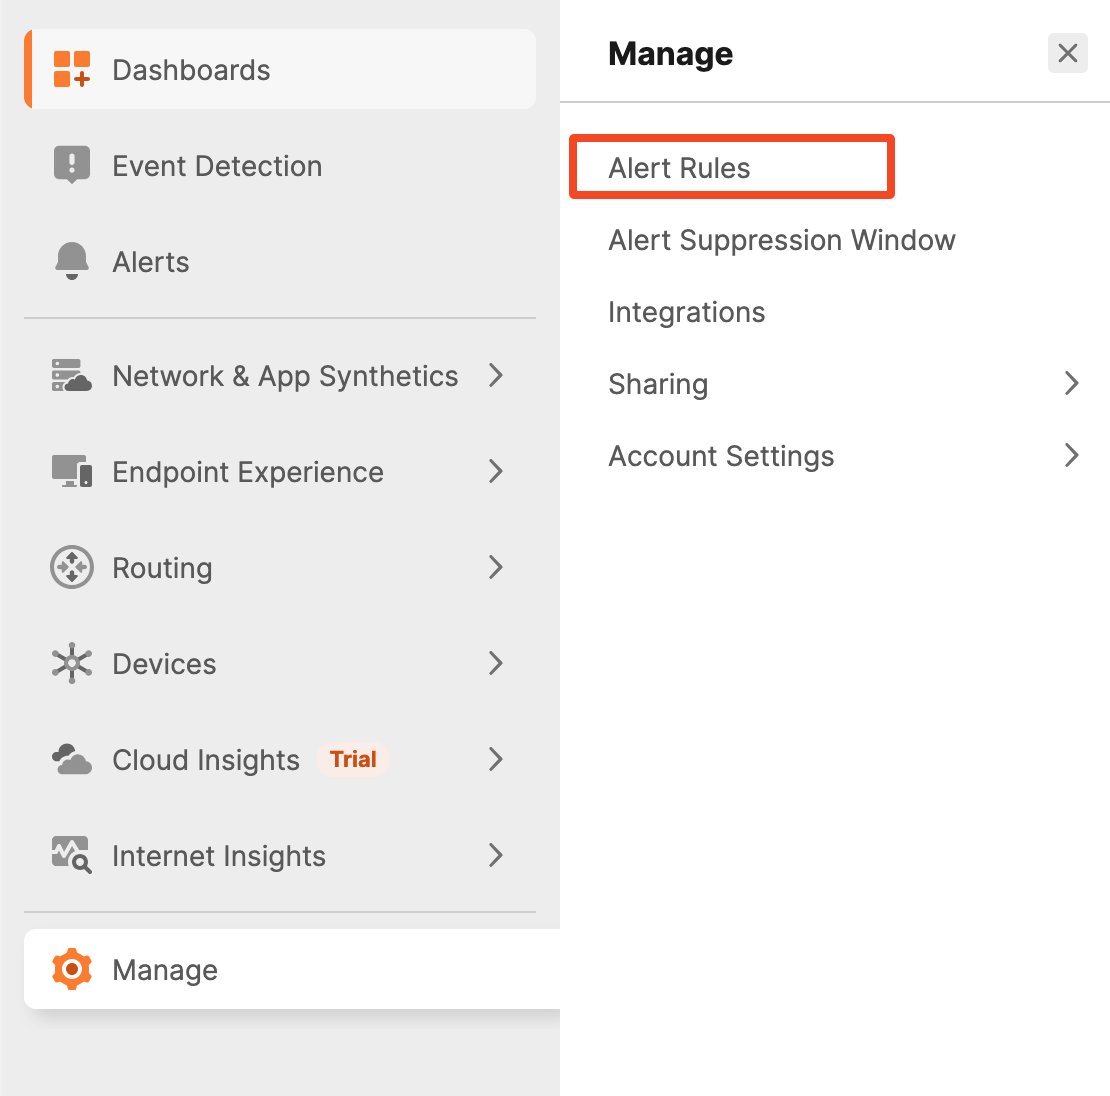 Dashboards
Event Detection
Alerts
Network & App Synthetics
Endpoint Experience
Routing
Devices
Cloud Insights Trial
Internet Insights
Manage
Manage
Alert Rules
Alert Suppression Window
Integrations
Sharing
Account Settings